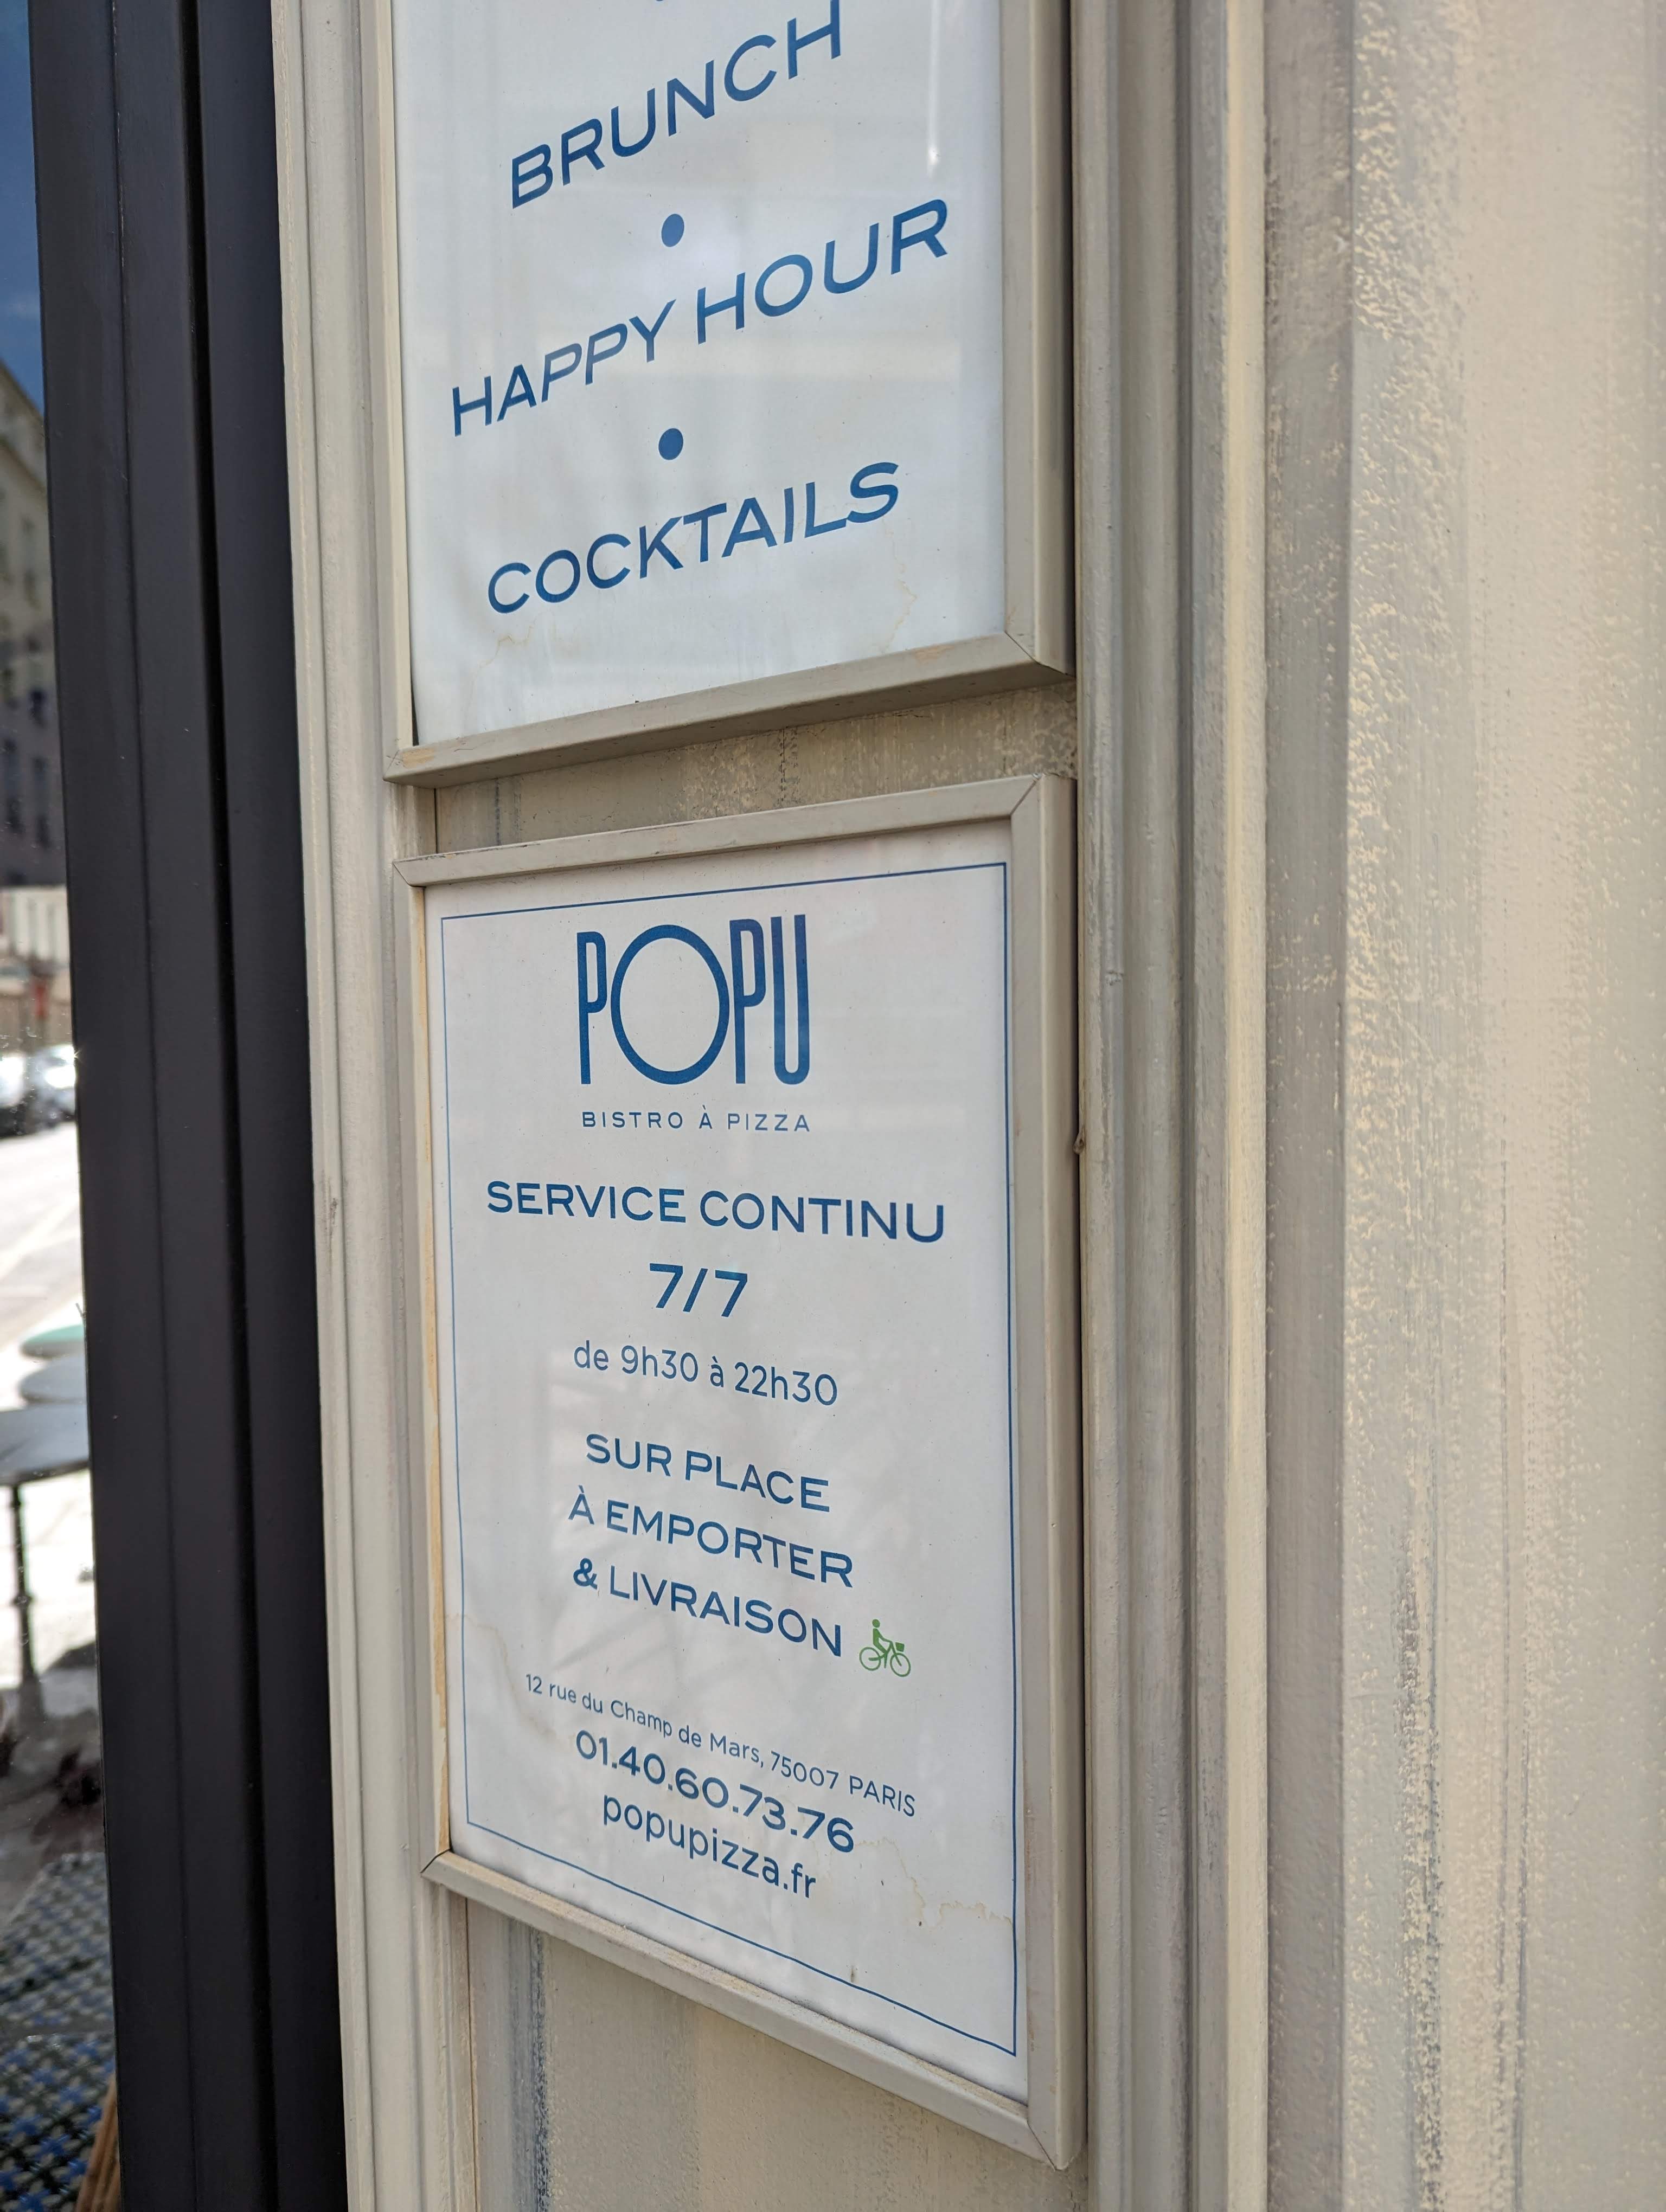 BRUNCH
•
HAPPY HOUR
•
COCKTAILS
POPU
BISTRO À PIZZA
SERVICE CONTINU
7/7
de 9h30 à 22h30
SUR PLACE
À EMPORTER
& LIVRAISON
12 rue du Champ de Mars, 75007 PARIS
01.40.60.73.76
popupizza.fr